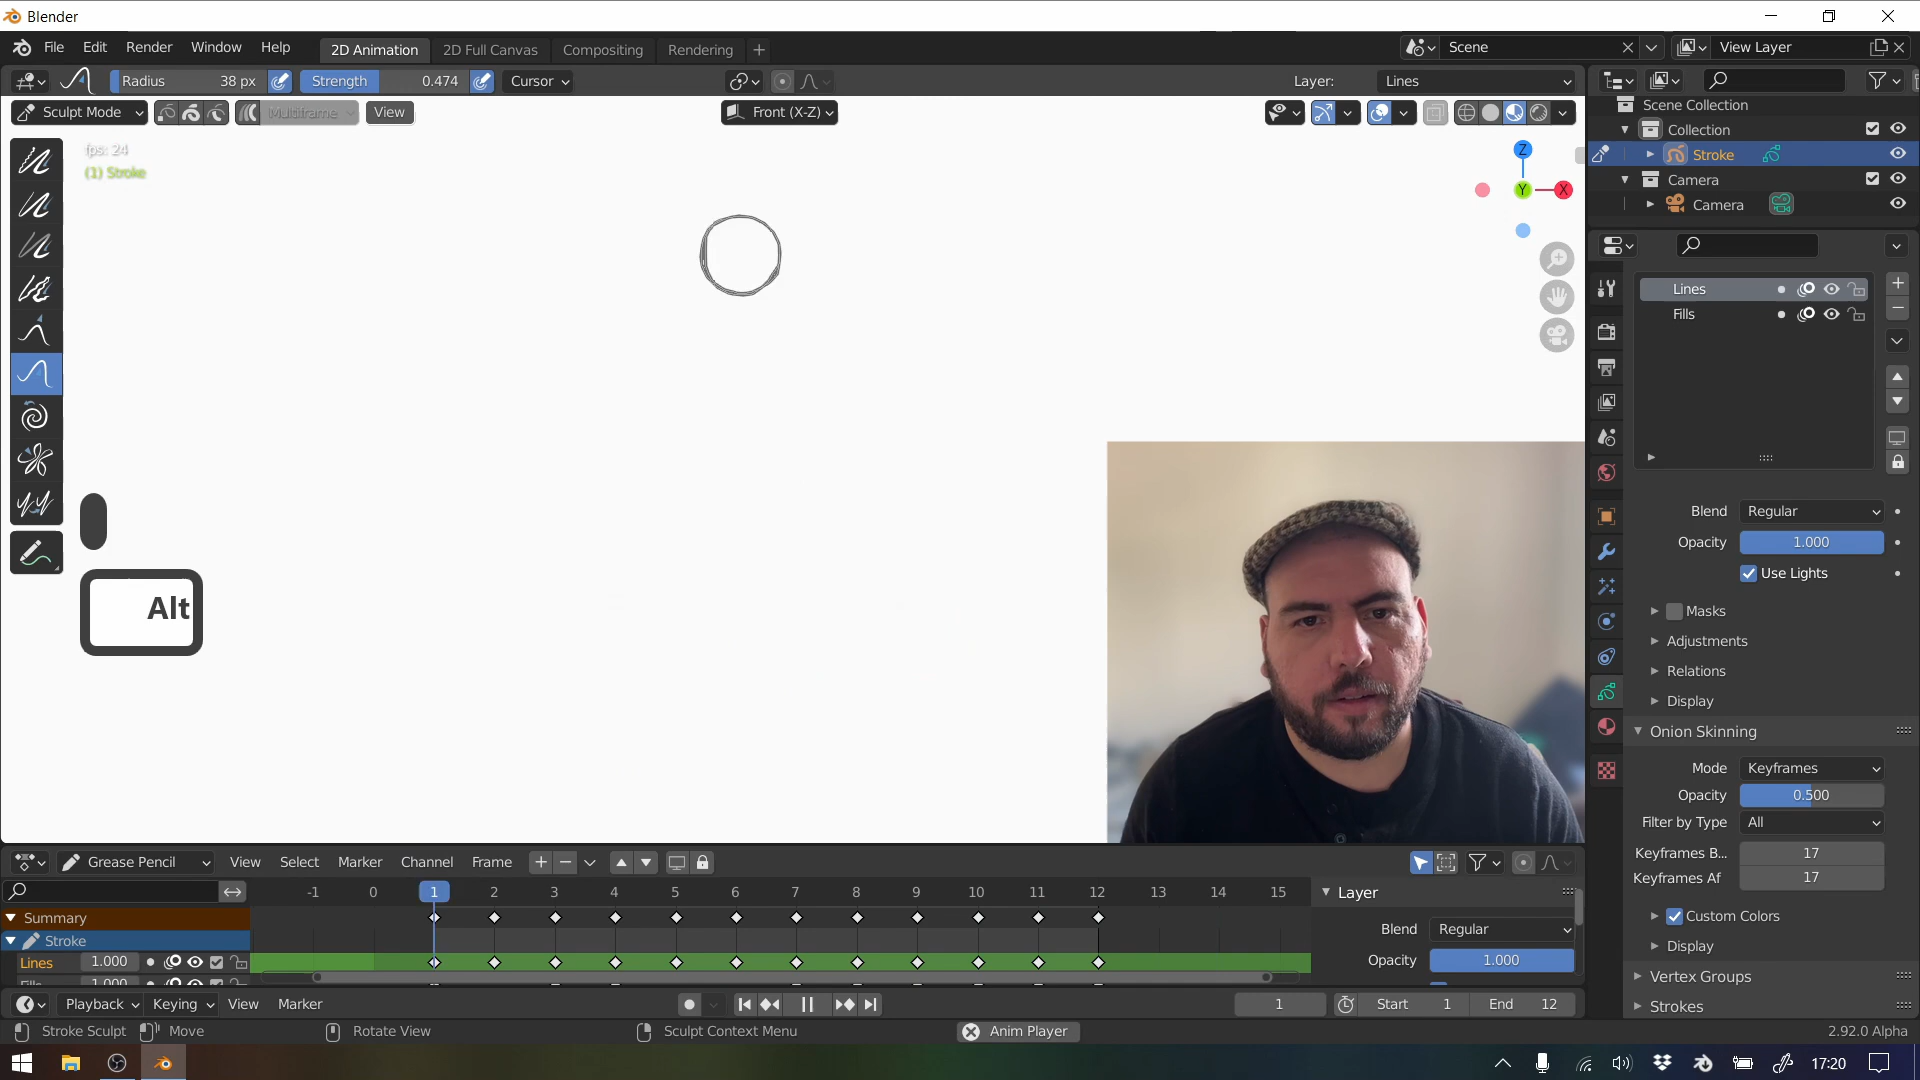 Blender
File Edit Render Window Help
2D Animation 2D Full Canvas Compositing Rendering +
Scene
View Layer
Radius 38 px
Strength 0.474
Cursor
Layer: Lines
Sculpt Mode
Multiframe
View
Front (X-Z)
fps: 24
(1) Stroke
Z
Y
X
Alt
Scene Collection
Collection
Stroke
Camera
Camera
Lines
Fills
Blend Regular
Opacity 1.000
Use Lights
Masks
Adjustments
Relations
Display
Onion Skinning
Mode Keyframes
Opacity 0.500
Filter by Type All
Keyframes B... 17
Keyframes Af 17
Custom Colors
Display
Vertex Groups
Strokes
Grease Pencil View Select Marker Channel Frame
-1 0 1 2 3 4 5 6 7 8 9 10 11 12 13 14 15
Summary
Stroke
Lines 1.000
Layer
Blend Regular
Opacity 1.000
Playback Keying View Marker
1 Start 1 End 12
Stroke Sculpt Move Rotate View Sculpt Context Menu Anim Player 2.92.0 Alpha
17:20